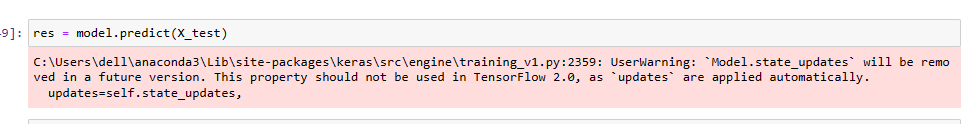 9]:
res = model.predict(X_test)
C:\Users\dell\anaconda3\Lib\site-packages\keras\src\engine\training_v1.py:2359: UserWarning: `Model.state_updates` will be remo
ved in a future version. This property should not be used in TensorFlow 2.0, as `updates` are applied automatically.
  updates=self.state_updates,